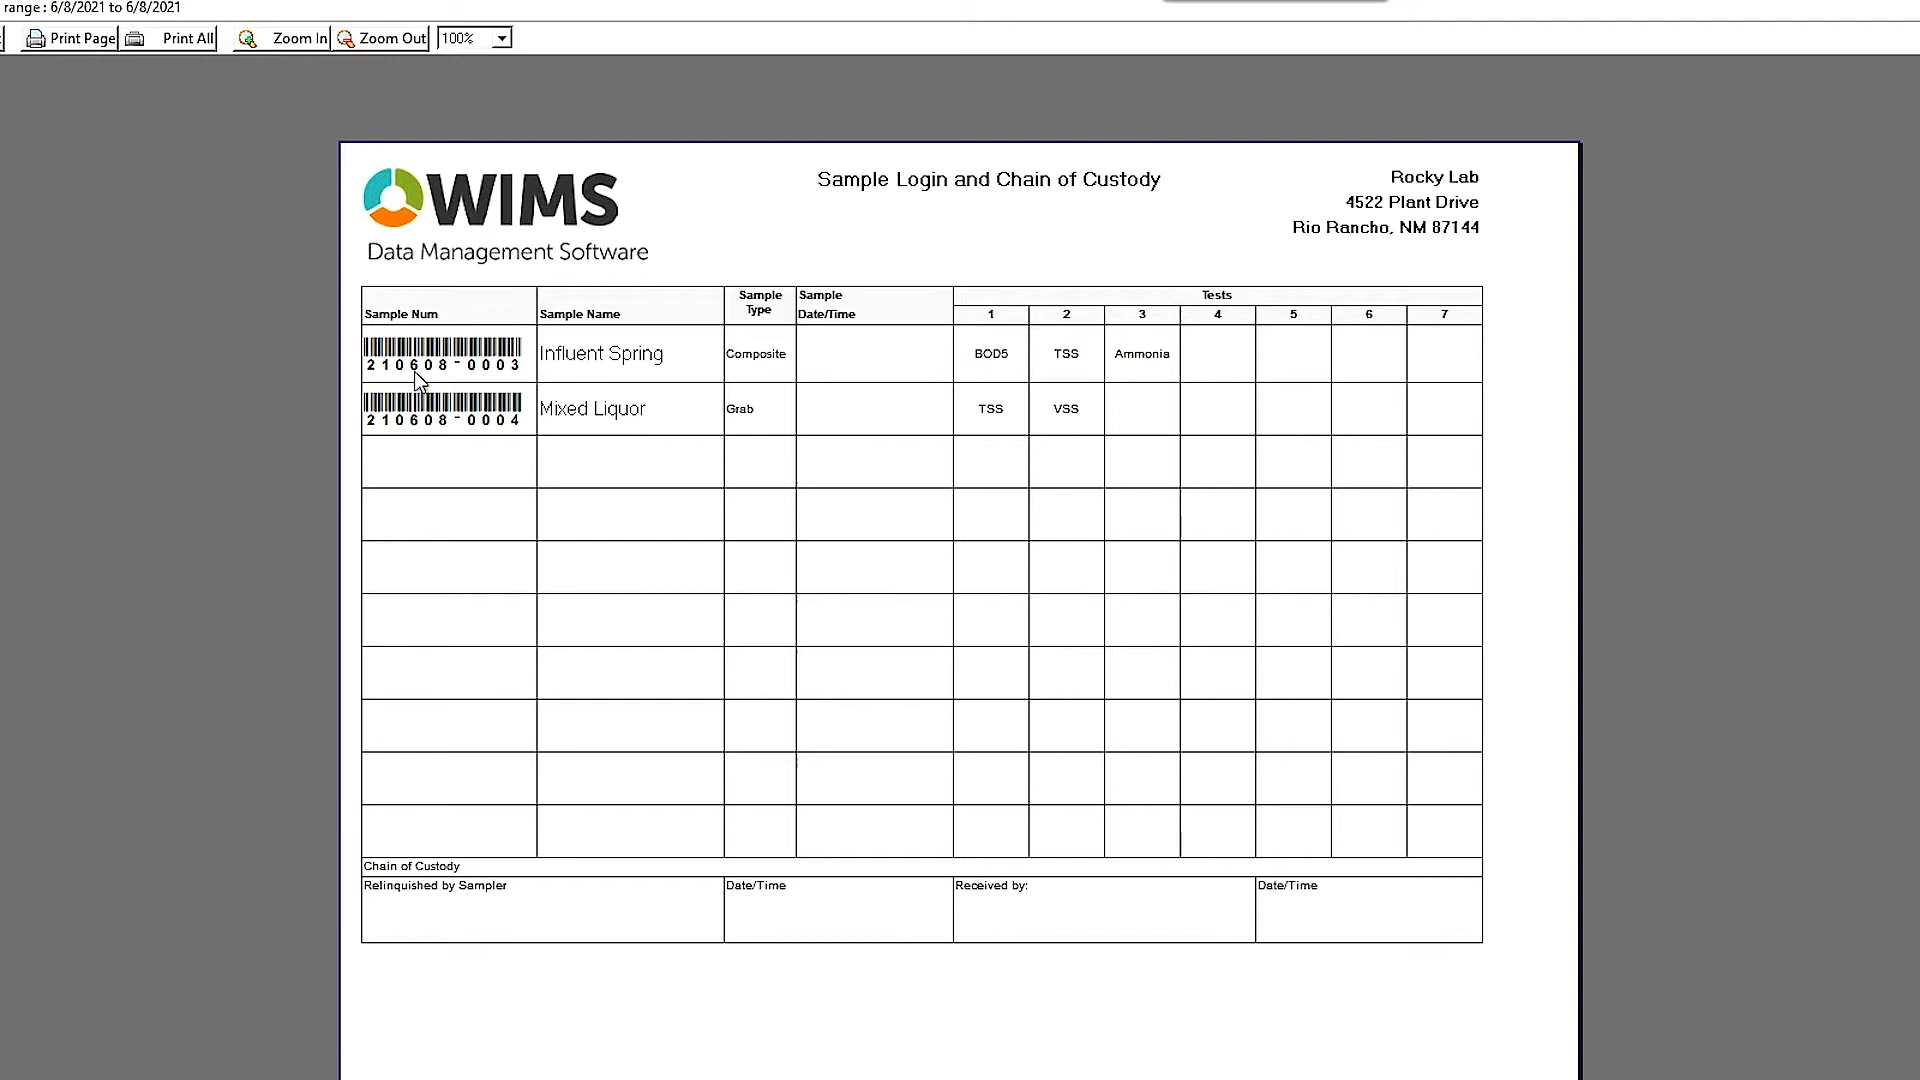 range : 6/8/2021 to 6/8/2021
Print Page Print All Zoom In Zoom Out 100%
WIMS
Data Management Software
Sample Login and Chain of Custody
Rocky Lab
4522 Plant Drive
Rio Rancho, NM 87144
Sample Num Sample Name Sample Type Sample Date/Time Tests
1 2 3 4 5 6 7
210608-0003 Influent Spring Composite BOD5 TSS Ammonia
210608-0004 Mixed Liquor Grab TSS VSS
Chain of Custody
Relinquished by Sampler Date/Time Received by: Date/Time